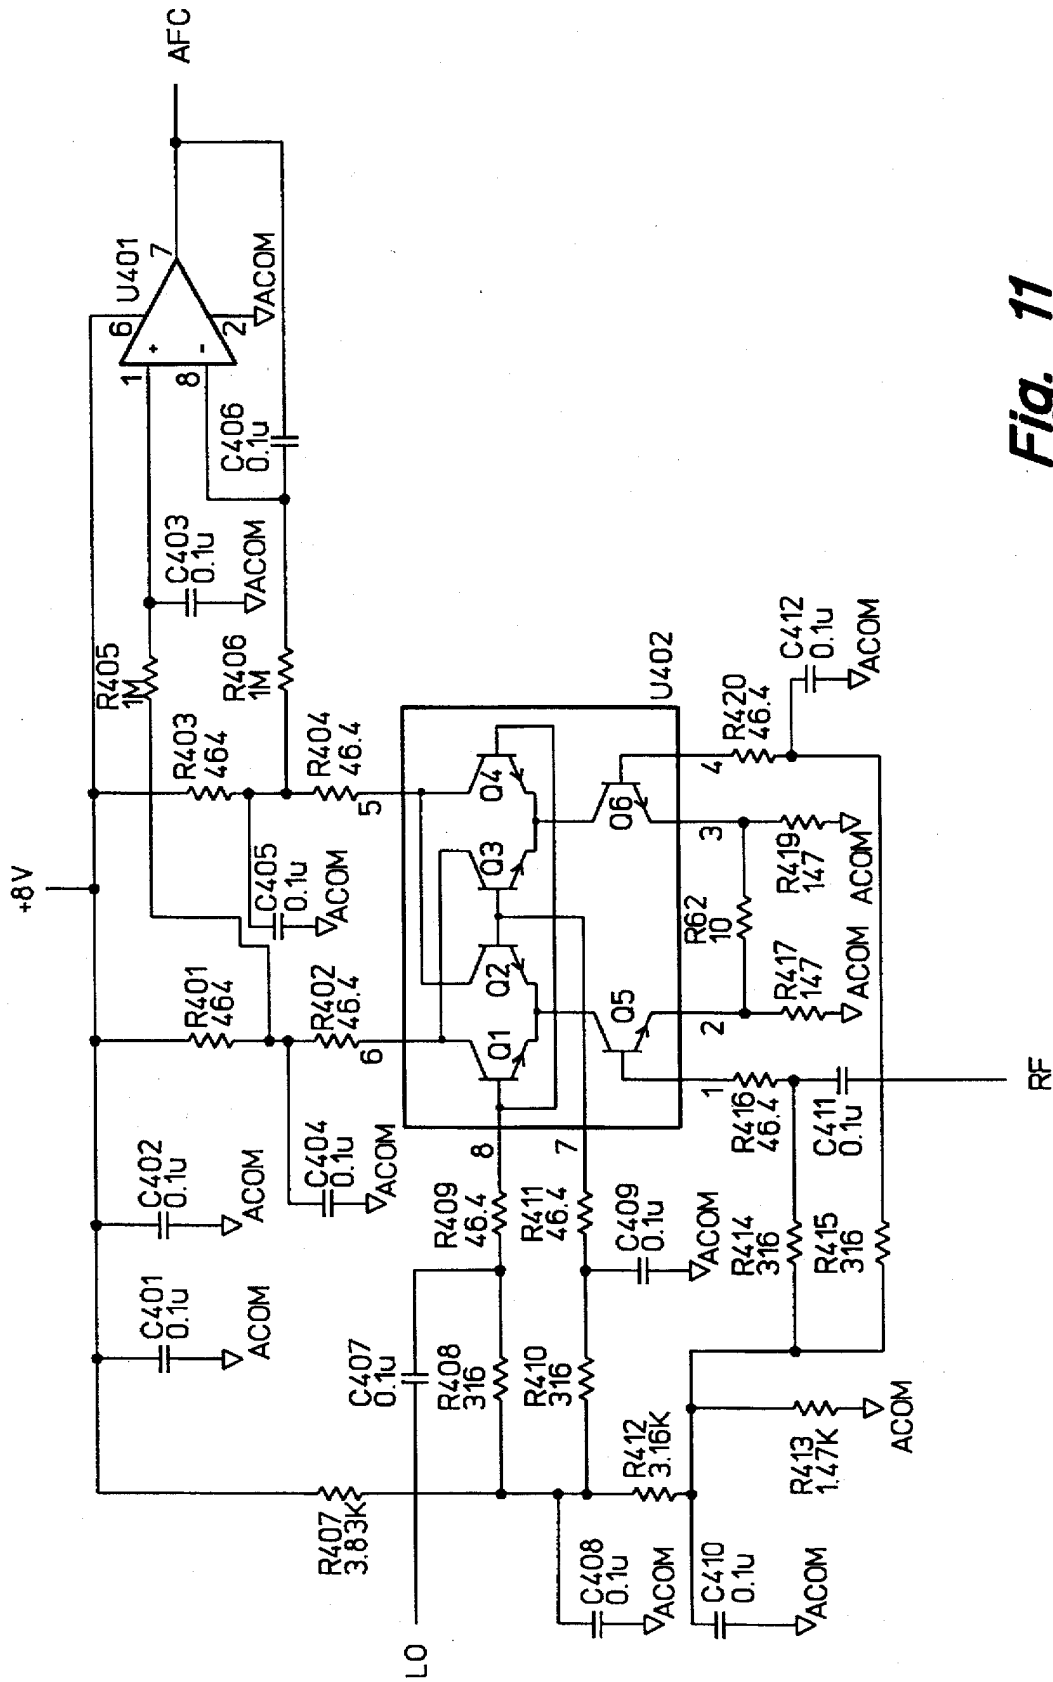 +8V
AFC
U401
7
6
1
+
-
8
2
ACOM
C406
0.1u
R405
1M
C403
0.1u
ACOM
R406
1M
R403
464
R404
46.4
5
C405
0.1u
ACOM
R401
464
R402
46.4
6
C402
0.1u
ACOM
C401
0.1u
ACOM
C404
0.1u
ACOM
U402
Q1
Q2
Q3
Q4
Q5
Q6
8
7
1
2
3
4
R409
46.4
R411
46.4
C409
0.1u
ACOM
C407
0.1u
R408
316
R410
316
R407
3.83K
LO
R412
3.16K
C408
0.1u
ACOM
C410
0.1u
ACOM
R413
1.47K
ACOM
R414
316
R415
316
R416
46.4
C411
0.1u
RF
R62
10
R417
147
ACOM
R419
147
ACOM
R420
46.4
C412
0.1u
ACOM
Fig. 11